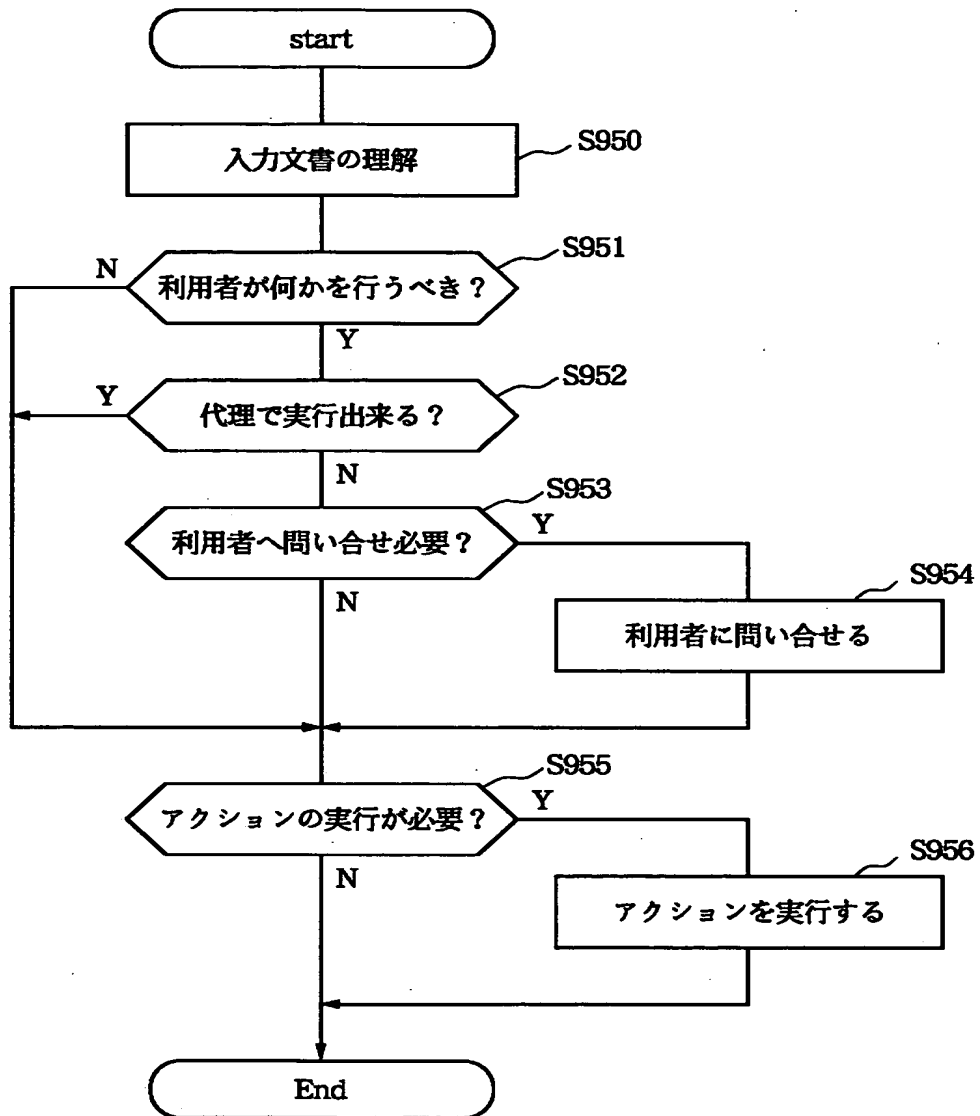 start
S950
入力文書の理解
S951
N
利用者が何かを行うべき？
Y
S952
Y
代理で実行出来る？
N
S953
利用者へ問い合せ必要？
Y
N
S954
利用者に問い合せる
S955
アクションの実行が必要？
Y
N
S956
アクションを実行する
End